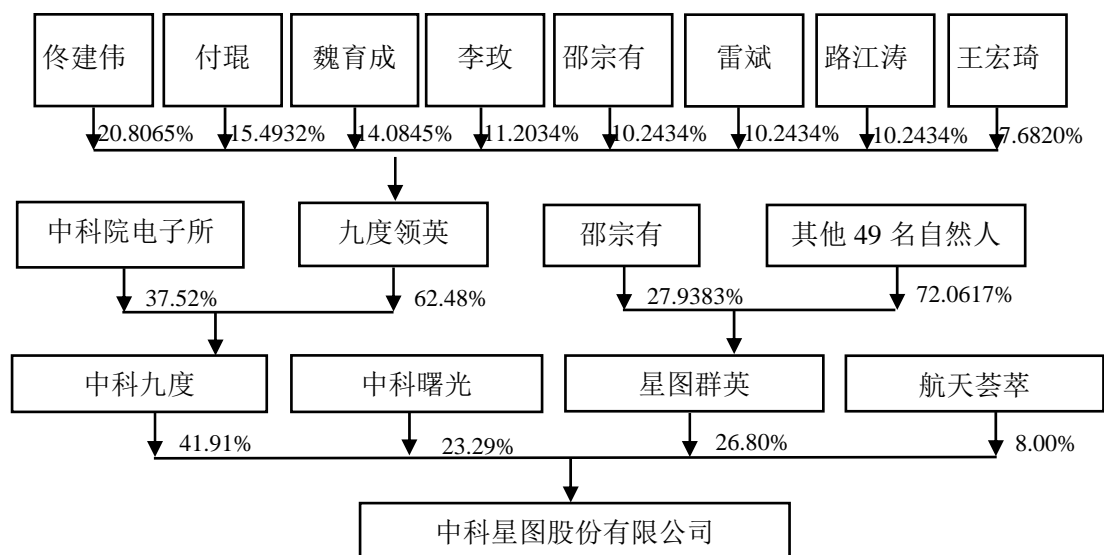 佟建伟 付琨 魏育成 李玫 邵宗有 雷斌 路江涛 王宏琦
20.8065% 15.4932% 14.0845% 11.2034% 10.2434% 10.2434% 10.2434% 7.6820%
中科院电子所 九度领英 邵宗有 其他 49 名自然人
37.52% 62.48% 27.9383% 72.0617%
中科九度 中科曙光 星图群英 航天荟萃
41.91% 23.29% 26.80% 8.00%
中科星图股份有限公司